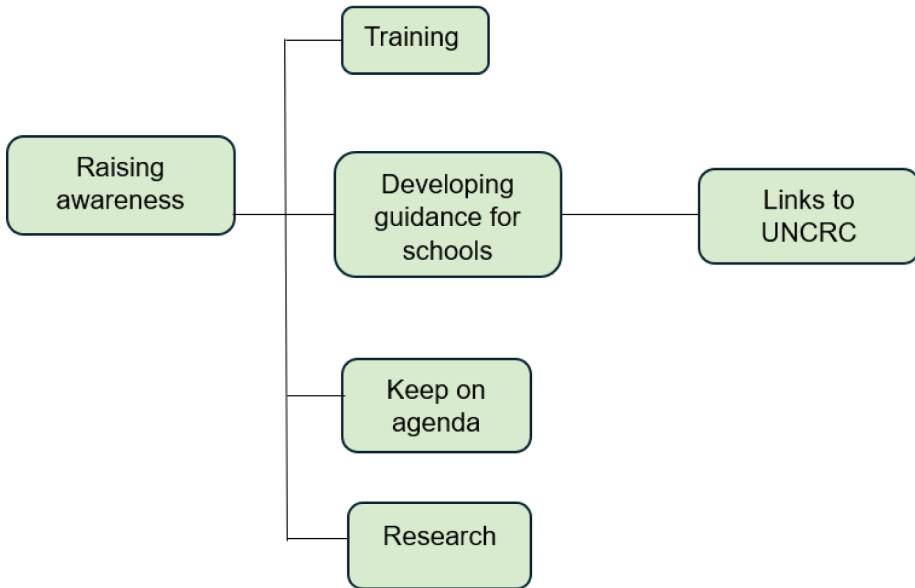 Training
Raising
awareness
Developing
guidance for
schools
Links to
UNCRC
Keep on
agenda
Research